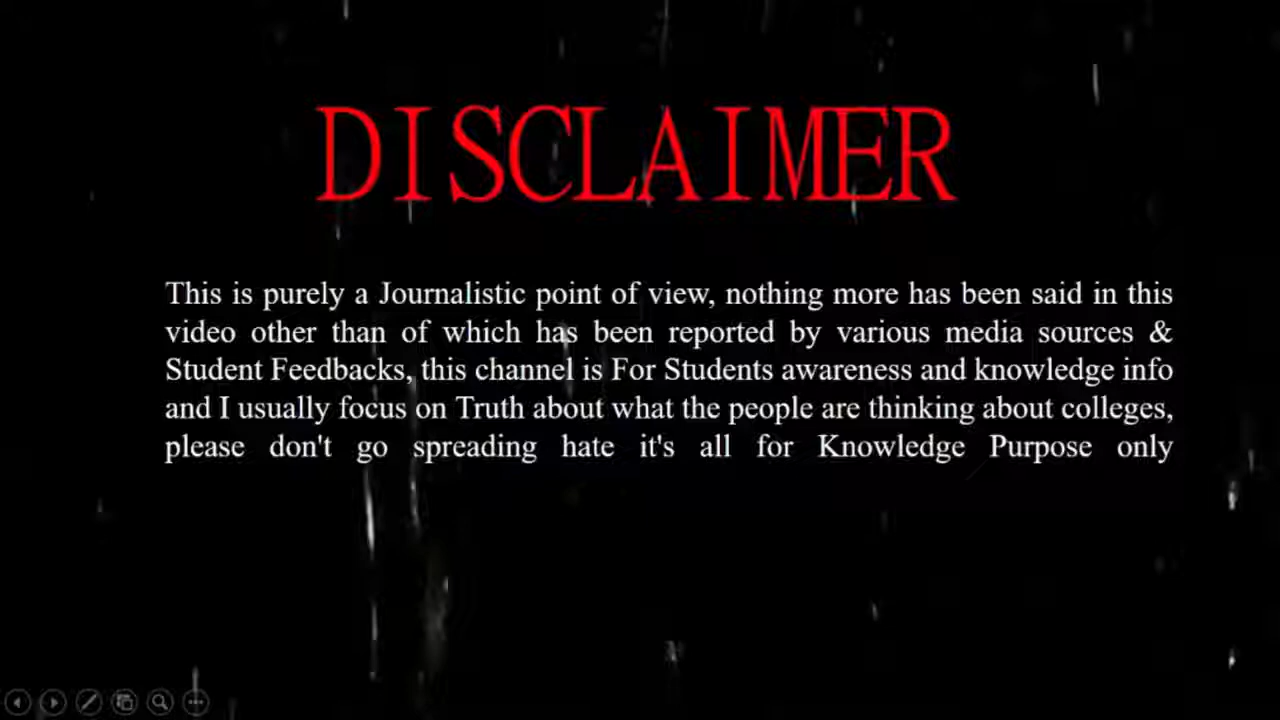 DISCLAIMER
This is purely a Journalistic point of view, nothing more has been said in this
video other than of which has been reported by various media sources &
Student Feedbacks, this channel is For Students awareness and knowledge info
and I usually focus on Truth about what the people are thinking about colleges,
please don't go spreading hate it's all for Knowledge Purpose only